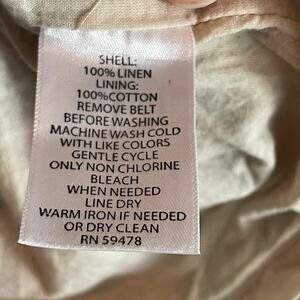 SHELL:
100% LINEN
LINING:
100%COTTON
REMOVE BELT
BEFORE WASHING
MACHINE WASH COLD
WITH LIKE COLORS
GENTLE CYCLE
ONLY NON CHLORINE
BLEACH
WHEN NEEDED
LINE DRY
WARM IRON IF NEEDED
OR DRY CLEAN
RN 59478